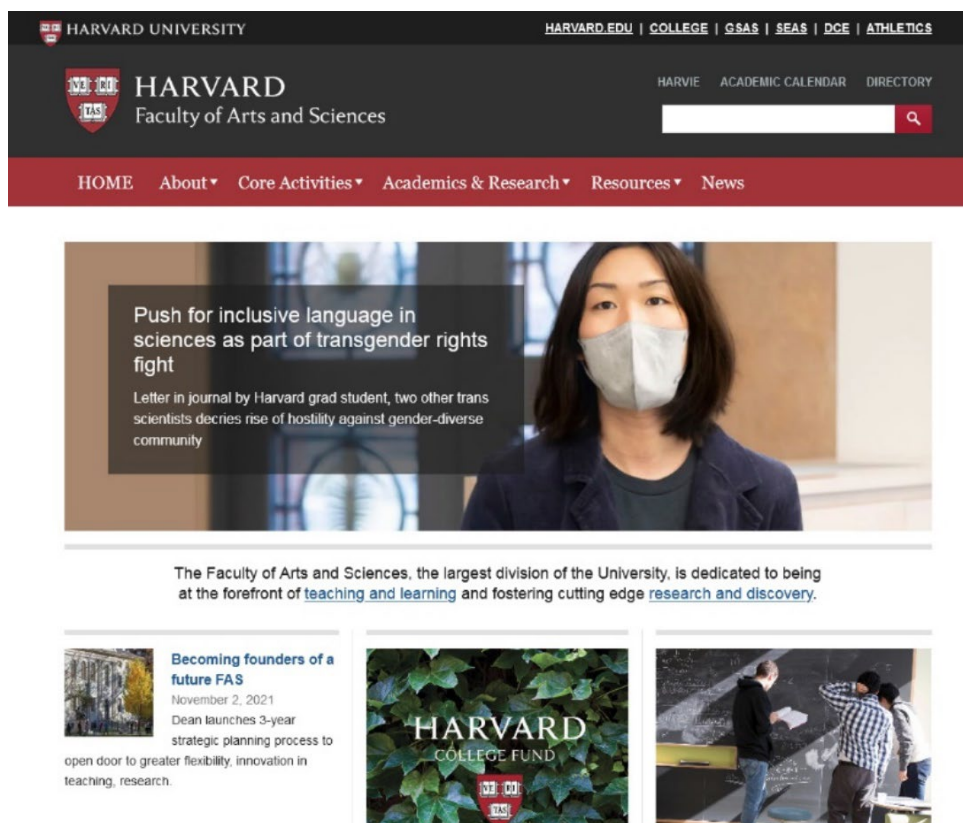 HARVARD UNIVERSITY
HARVARD.EDU | COLLEGE | GSAS | SEAS | DCE | ATHLETICS
VE RI
TAS
HARVARD
Faculty of Arts and Sciences
HARVIE ACADEMIC CALENDAR DIRECTORY
HOME About Core Activities Academics & Research Resources News
Push for inclusive language in
sciences as part of transgender rights
fight
Letter in journal by Harvard grad student, two other trans
scientists decries rise of hostility against gender-diverse
community
The Faculty of Arts and Sciences, the largest division of the University, is dedicated to being
at the forefront of teaching and learning and fostering cutting edge research and discovery.
Becoming founders of a
future FAS
November 2, 2021
Dean launches 3-year
strategic planning process to
open door to greater flexibility, innovation in
teaching, research.
HARVARD
COLLEGE FUND
VE RI
TAS